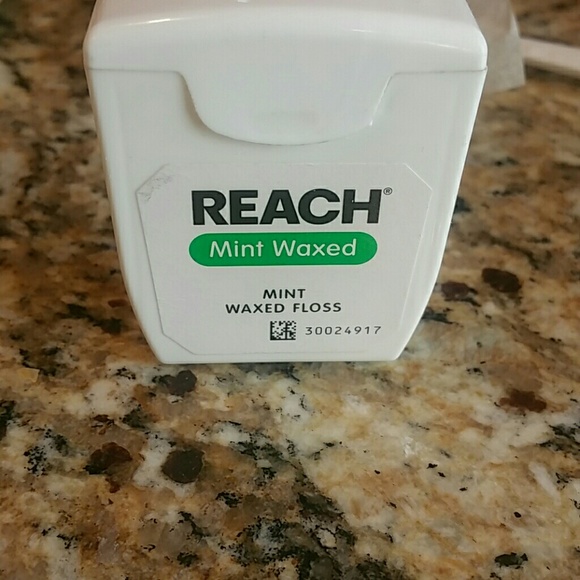 REACH®
Mint Waxed
MINT
WAXED FLOSS
30024917